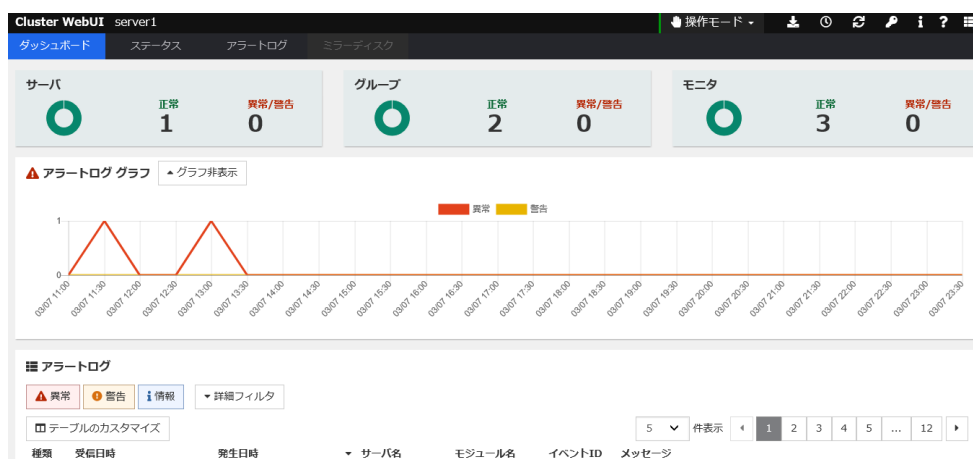 Cluster WebUI server1 操作モード i ?
ダッシュボード ステータス アラートログ ミラーディスク
サーバ グループ モニタ
正常 異常/警告 正常 異常/警告 正常 異常/警告
1 0 2 0 3 0
アラートログ グラフ グラフ非表示
異常 警告
1
0
03/07 11:00 03/07 11:30 03/07 12:00 03/07 12:30 03/07 13:00 03/07 13:30 03/07 14:00 03/07 14:30 03/07 15:00 03/07 15:30 03/07 16:00 03/07 16:30 03/07 17:00 03/07 17:30 03/07 18:00 03/07 18:30 03/07 19:00 03/07 19:30 03/07 20:00 03/07 20:30 03/07 21:00 03/07 21:30 03/07 22:00 03/07 22:30 03/07 23:00 03/07 23:30
アラートログ
異常 警告 情報 詳細フィルタ
テーブルのカスタマイズ 5 件表示 1 2 3 4 5 ... 12
種類 受信日時 発生日時 サーバ名 モジュール名 イベントID メッセージ